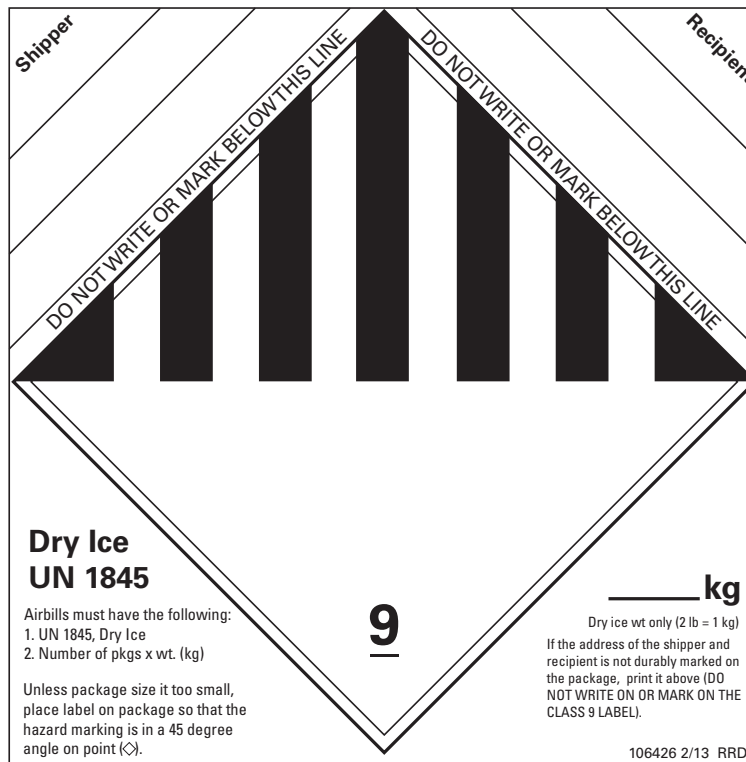 Shipper
Recipient
DO NOT WRITE OR MARK BELOW THIS LINE
DO NOT WRITE OR MARK BELOW THIS LINE
Dry Ice
UN 1845
Airbills must have the following:
1. UN 1845, Dry Ice
2. Number of pkgs x wt. (kg)
Unless package size it too small,
place label on package so that the
hazard marking is in a 45 degree
angle on point (◇).
9
_____kg
Dry ice wt only (2 lb = 1 kg)
If the address of the shipper and
recipient is not durably marked on
the package, print it above (DO
NOT WRITE ON OR MARK ON THE
CLASS 9 LABEL).
106426 2/13 RRD